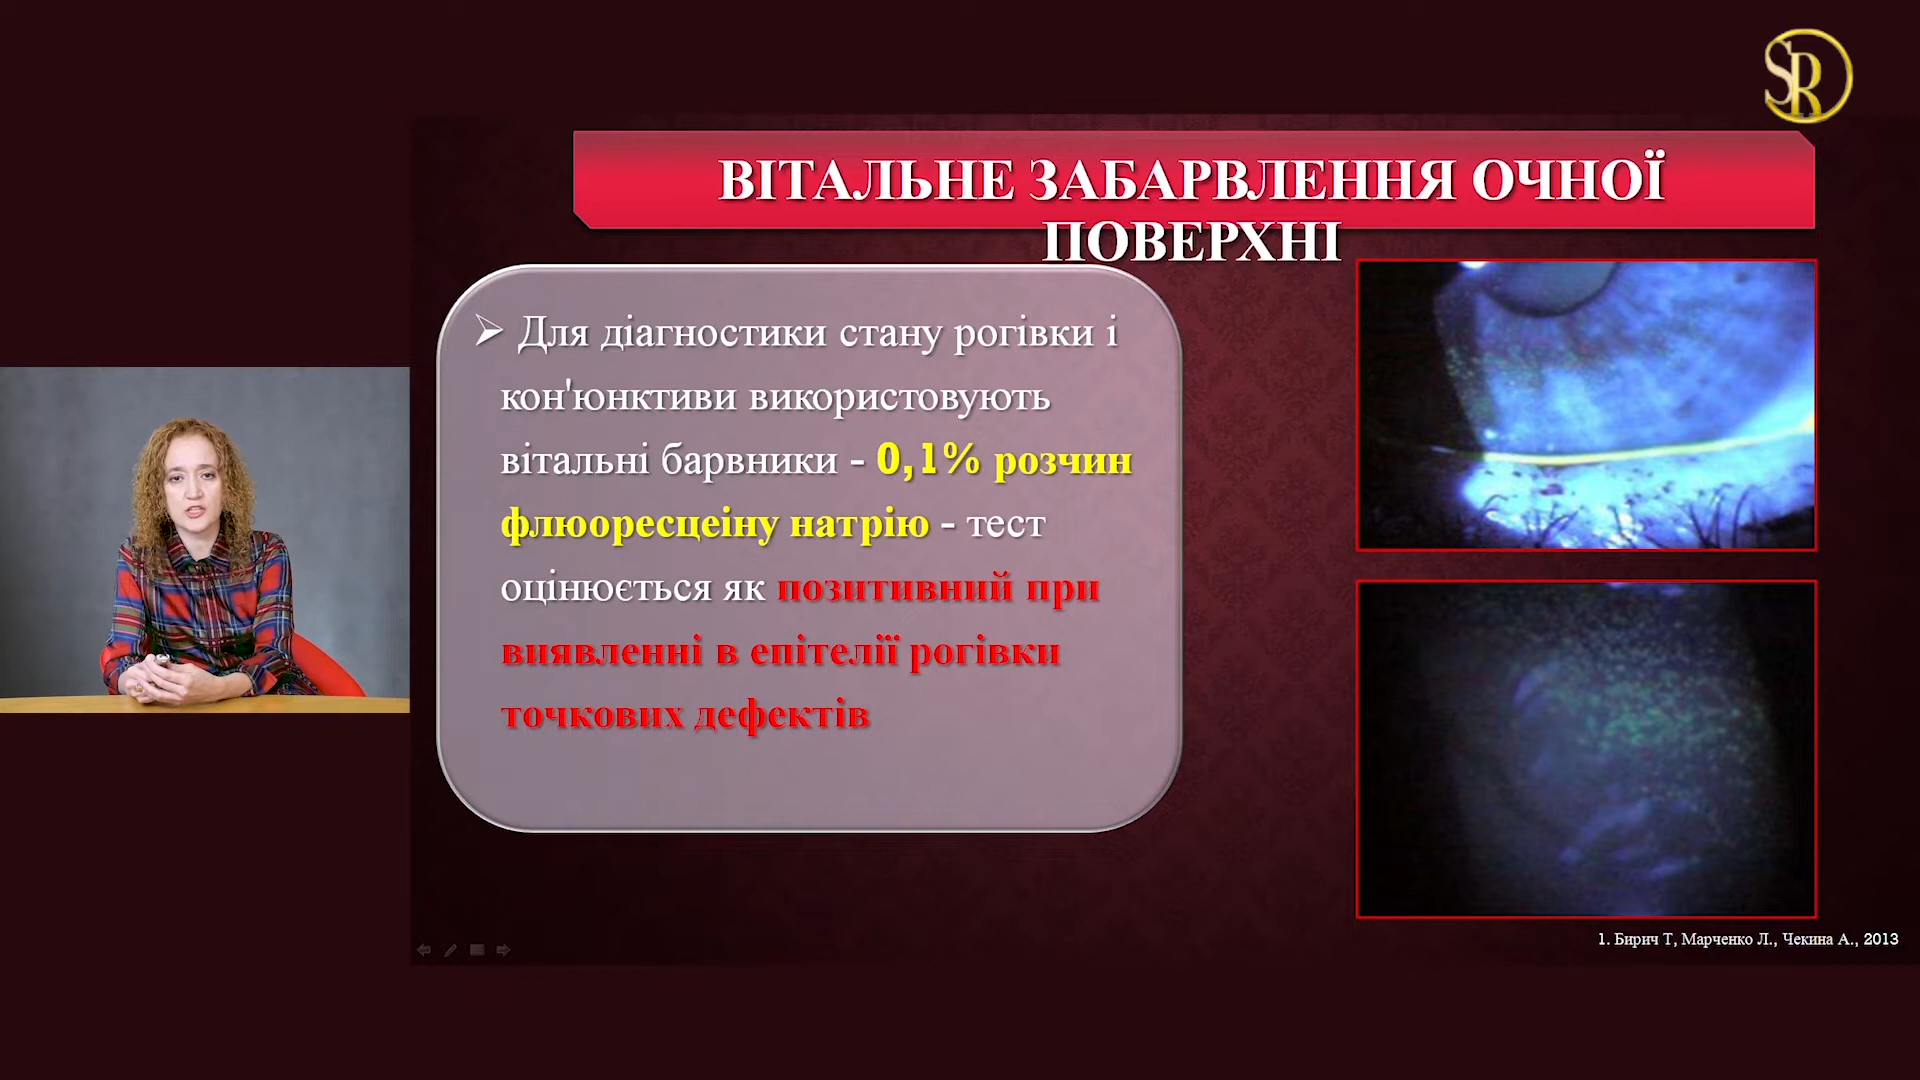 SR
ВІТАЛЬНЕ ЗАБАРВЛЕННЯ ОЧНОЇ
ПОВЕРХНІ
Для діагностики стану рогівки і
кон'юнктиви використовують
вітальні барвники - 0,1% розчин
флюоресцеіну натрію - тест
оцінюється як позитивний при
виявленні в епітелії рогівки
точкових дефектів
1. Бирич Т, Марченко Л., Чекина А., 2013